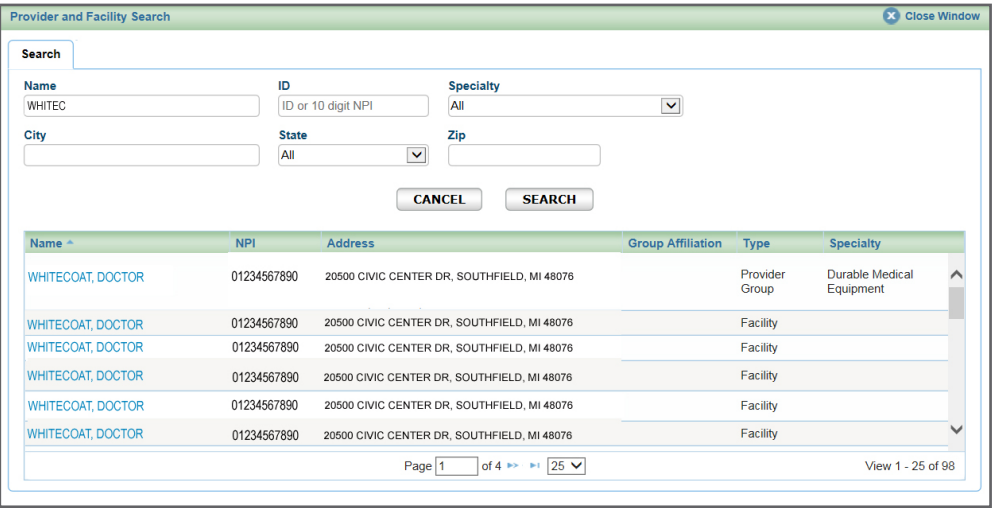 Provider and Facility Search Close Window
Search
Name ID Specialty
WHITEC ID or 10 digit NPI All
City State Zip
All
CANCEL SEARCH
Name NPI Address Group Affiliation Type Specialty
WHITECOAT, DOCTOR 01234567890 20500 CIVIC CENTER DR, SOUTHFIELD, MI 48076 Provider Durable Medical
Group Equipment
WHITECOAT, DOCTOR 01234567890 20500 CIVIC CENTER DR, SOUTHFIELD, MI 48076 Facility
WHITECOAT, DOCTOR 01234567890 20500 CIVIC CENTER DR, SOUTHFIELD, MI 48076 Facility
WHITECOAT, DOCTOR 01234567890 20500 CIVIC CENTER DR, SOUTHFIELD, MI 48076 Facility
WHITECOAT, DOCTOR 01234567890 20500 CIVIC CENTER DR, SOUTHFIELD, MI 48076 Facility
WHITECOAT, DOCTOR 01234567890 20500 CIVIC CENTER DR, SOUTHFIELD, MI 48076 Facility
Page 1 of 4 25 View 1 - 25 of 98